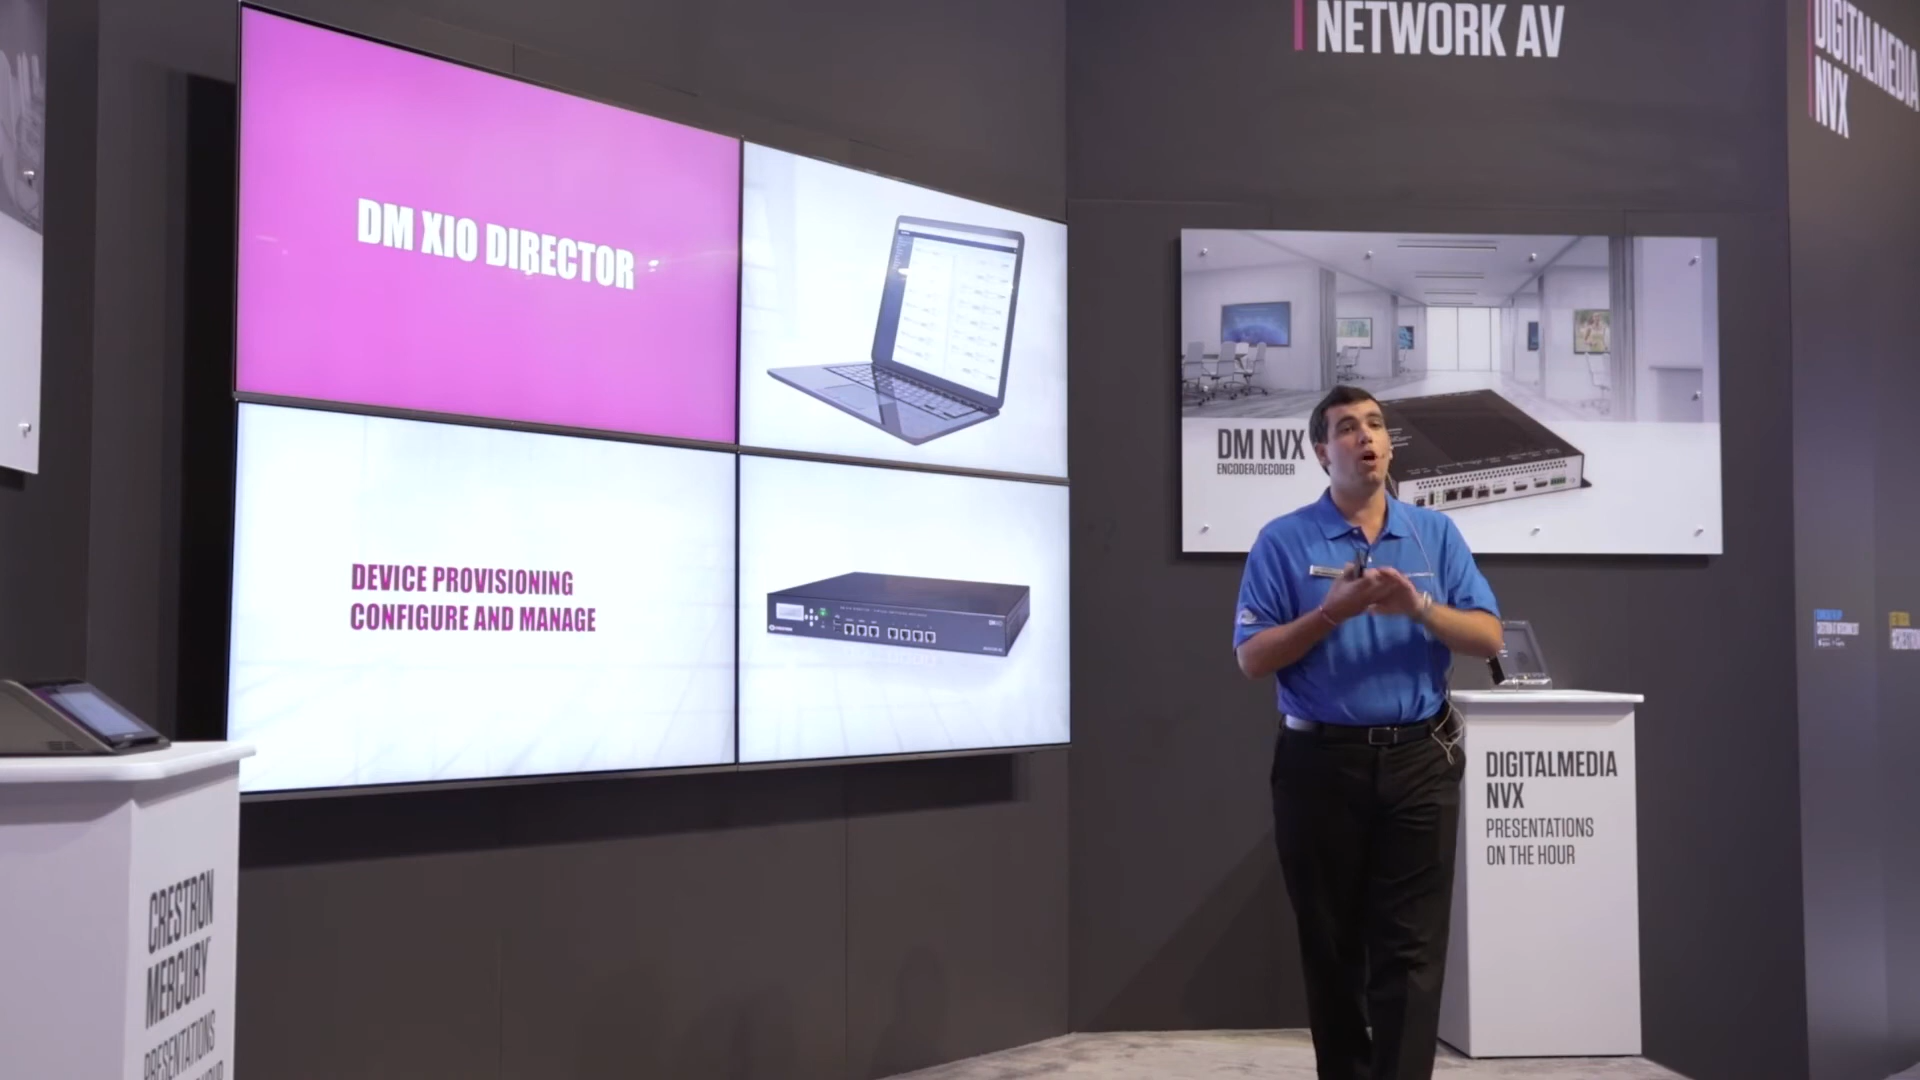 NETWORK AV
DIGITALMEDIA
NVX
DM XIO DIRECTOR
DEVICE PROVISIONING
CONFIGURE AND MANAGE
DM NVX
ENCODER/DECODER
DIGITALMEDIA
NVX
PRESENTATIONS
ON THE HOUR
CRESTRON
MERCURY
PRESENTATIONS